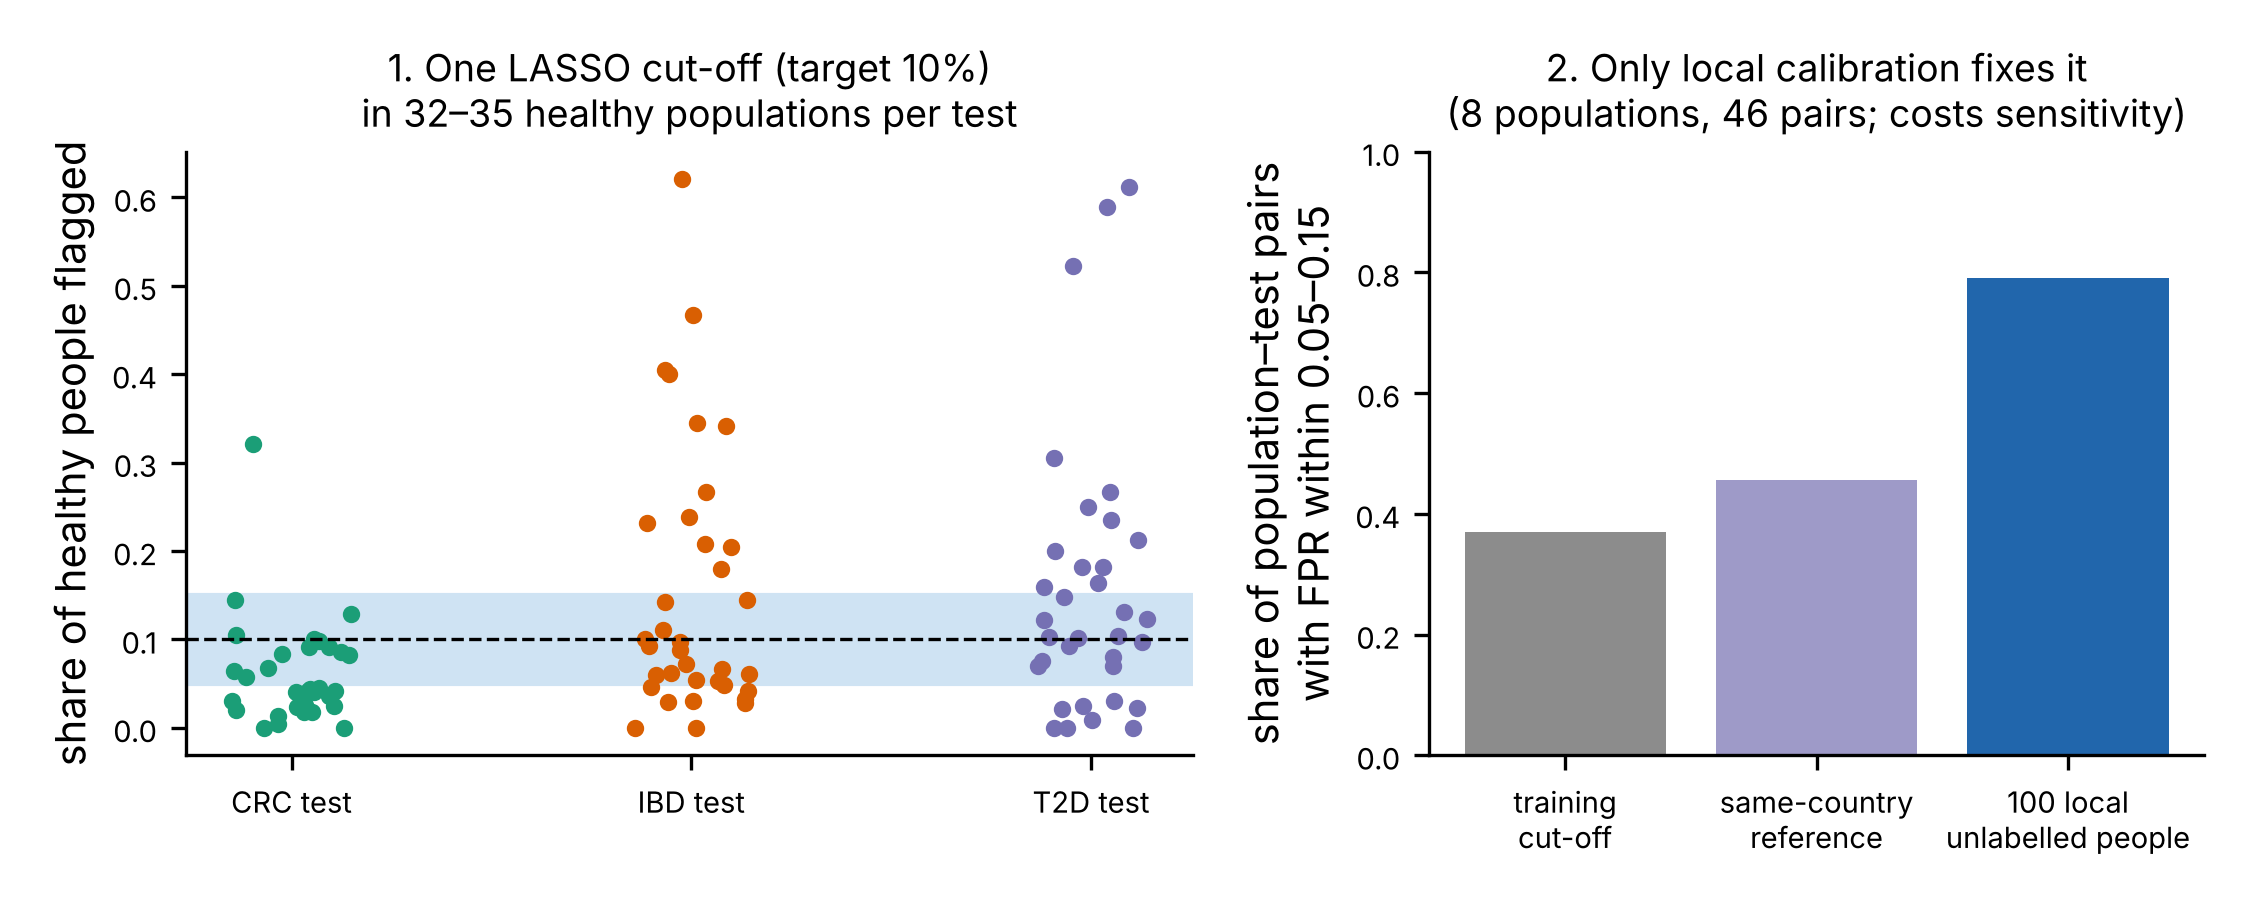 1. One LASSO cut-off (target 10%)
in 32–35 healthy populations per test
share of healthy people flagged
0.6
0.5
0.4
0.3
0.2
0.1
0.0
CRC test
IBD test
T2D test
2. Only local calibration fixes it
(8 populations, 46 pairs; costs sensitivity)
share of population–test pairs
with FPR within 0.05–0.15
1.0
0.8
0.6
0.4
0.2
0.0
training
cut-off
same-country
reference
100 local
unlabelled people